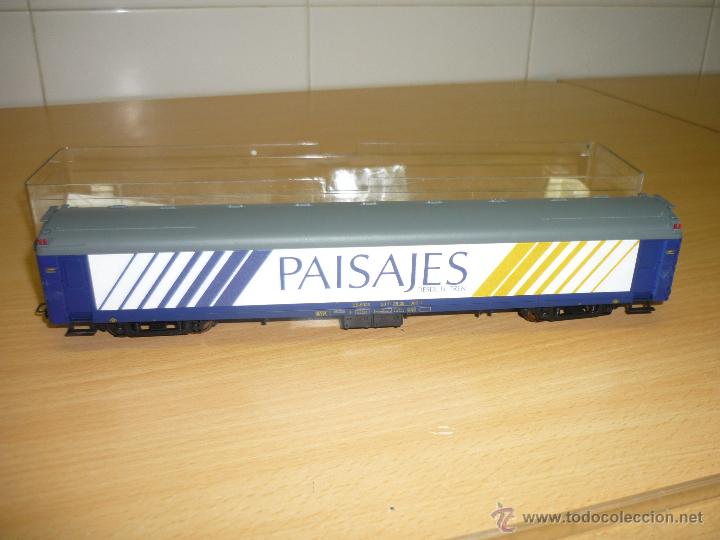 PAISAJES
DESDE EL TREN
www.todocoleccion.net